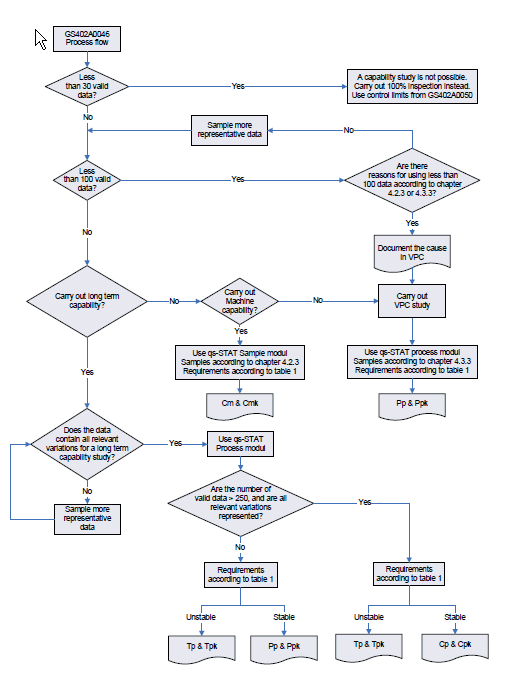 GS402A0046
Process flow
Less
than 30 valid
data?
Yes
A capability study is not possible.
Carry out 100% inspection instead.
Use control limits from GS402A0050
No
Sample more
representative data
No
Less
than 100 valid
data?
Yes
Are there
reasons for using less than
100 data according to chapter
4.2.3 or 4.3.3?
Yes
No
Document the cause
in VPC
Carry out long term
capability?
No
Carry out
Machine
capability?
No
Carry out
VPC study
Yes
Use qs-STAT Sample modul
Samples according to chapter 4.2.3
Requirements according to table 1
Use qs-STAT process modul
Samples according to chapter 4.3.3
Requirements according to table 1
Yes
Cm & Cmk
Pp & Ppk
Does the data
contain all relevant
variations for a long term
capability study?
Yes
Use qs-STAT
Process modul
No
Sample more
representative
data
Are the number of
valid data > 250, and are all
relevant variations
represented?
Yes
No
Requirements
according to table 1
Requirements
according to table 1
Unstable
Stable
Unstable
Stable
Tp & Tpk
Pp & Ppk
Tp & Tpk
Cp & Cpk